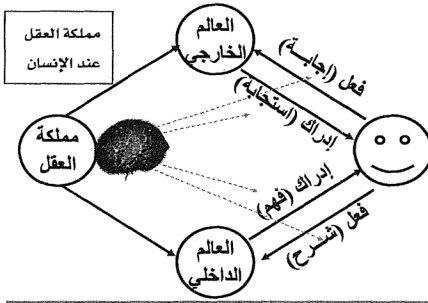 مملكة العقل
عند الإنسان
العالم
الخارجي
فعل (إجابة)
إدراك (استجابة)
مملكة
العقل
إدراك (فهم)
فعل (شرح)
العالم
الداخلي